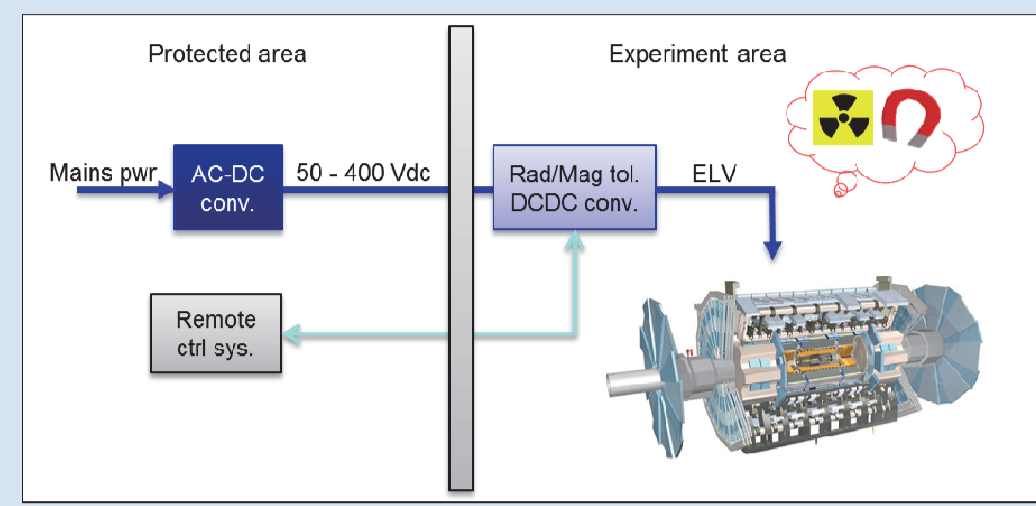 Protected area
Experiment area
Mains pwr
AC-DC
conv.
50 - 400 Vdc
Rad/Mag tol.
DCDC conv.
ELV
Remote
ctrl sys.